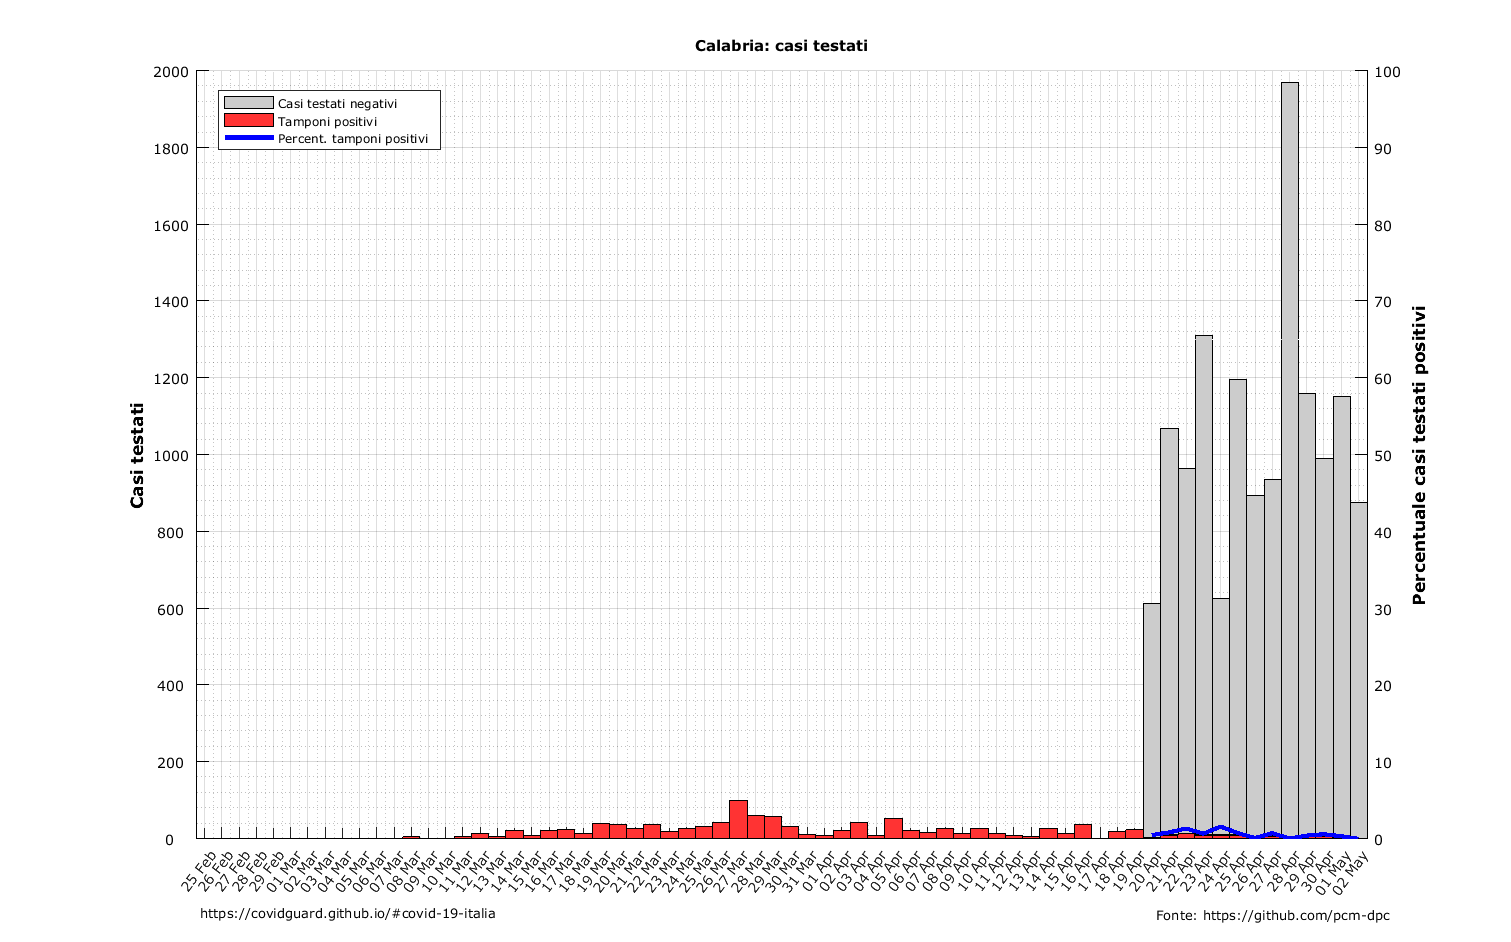 Calabria: casi testati
Casi testati negativi
Tamponi positivi
Percent. tamponi positivi
Casi testati
2000
1800
1600
1400
1200
1000
800
600
400
200
0
100
90
80
70
60
50
40
30
20
10
0
Percentuale casi testati positivi
25 Feb
26 Feb
27 Feb
28 Feb
29 Feb
01 Mar
02 Mar
03 Mar
04 Mar
05 Mar
06 Mar
07 Mar
08 Mar
09 Mar
10 Mar
11 Mar
12 Mar
13 Mar
14 Mar
15 Mar
16 Mar
17 Mar
18 Mar
19 Mar
20 Mar
21 Mar
22 Mar
23 Mar
24 Mar
25 Mar
26 Mar
27 Mar
28 Mar
29 Mar
30 Mar
31 Mar
01 Apr
02 Apr
03 Apr
04 Apr
05 Apr
06 Apr
07 Apr
08 Apr
09 Apr
10 Apr
11 Apr
12 Apr
13 Apr
14 Apr
15 Apr
16 Apr
17 Apr
18 Apr
19 Apr
20 Apr
21 Apr
22 Apr
23 Apr
24 Apr
25 Apr
26 Apr
27 Apr
28 Apr
29 Apr
30 Apr
01 May
02 May
https://covidguard.github.io/#covid-19-italia
Fonte: https://github.com/pcm-dpc